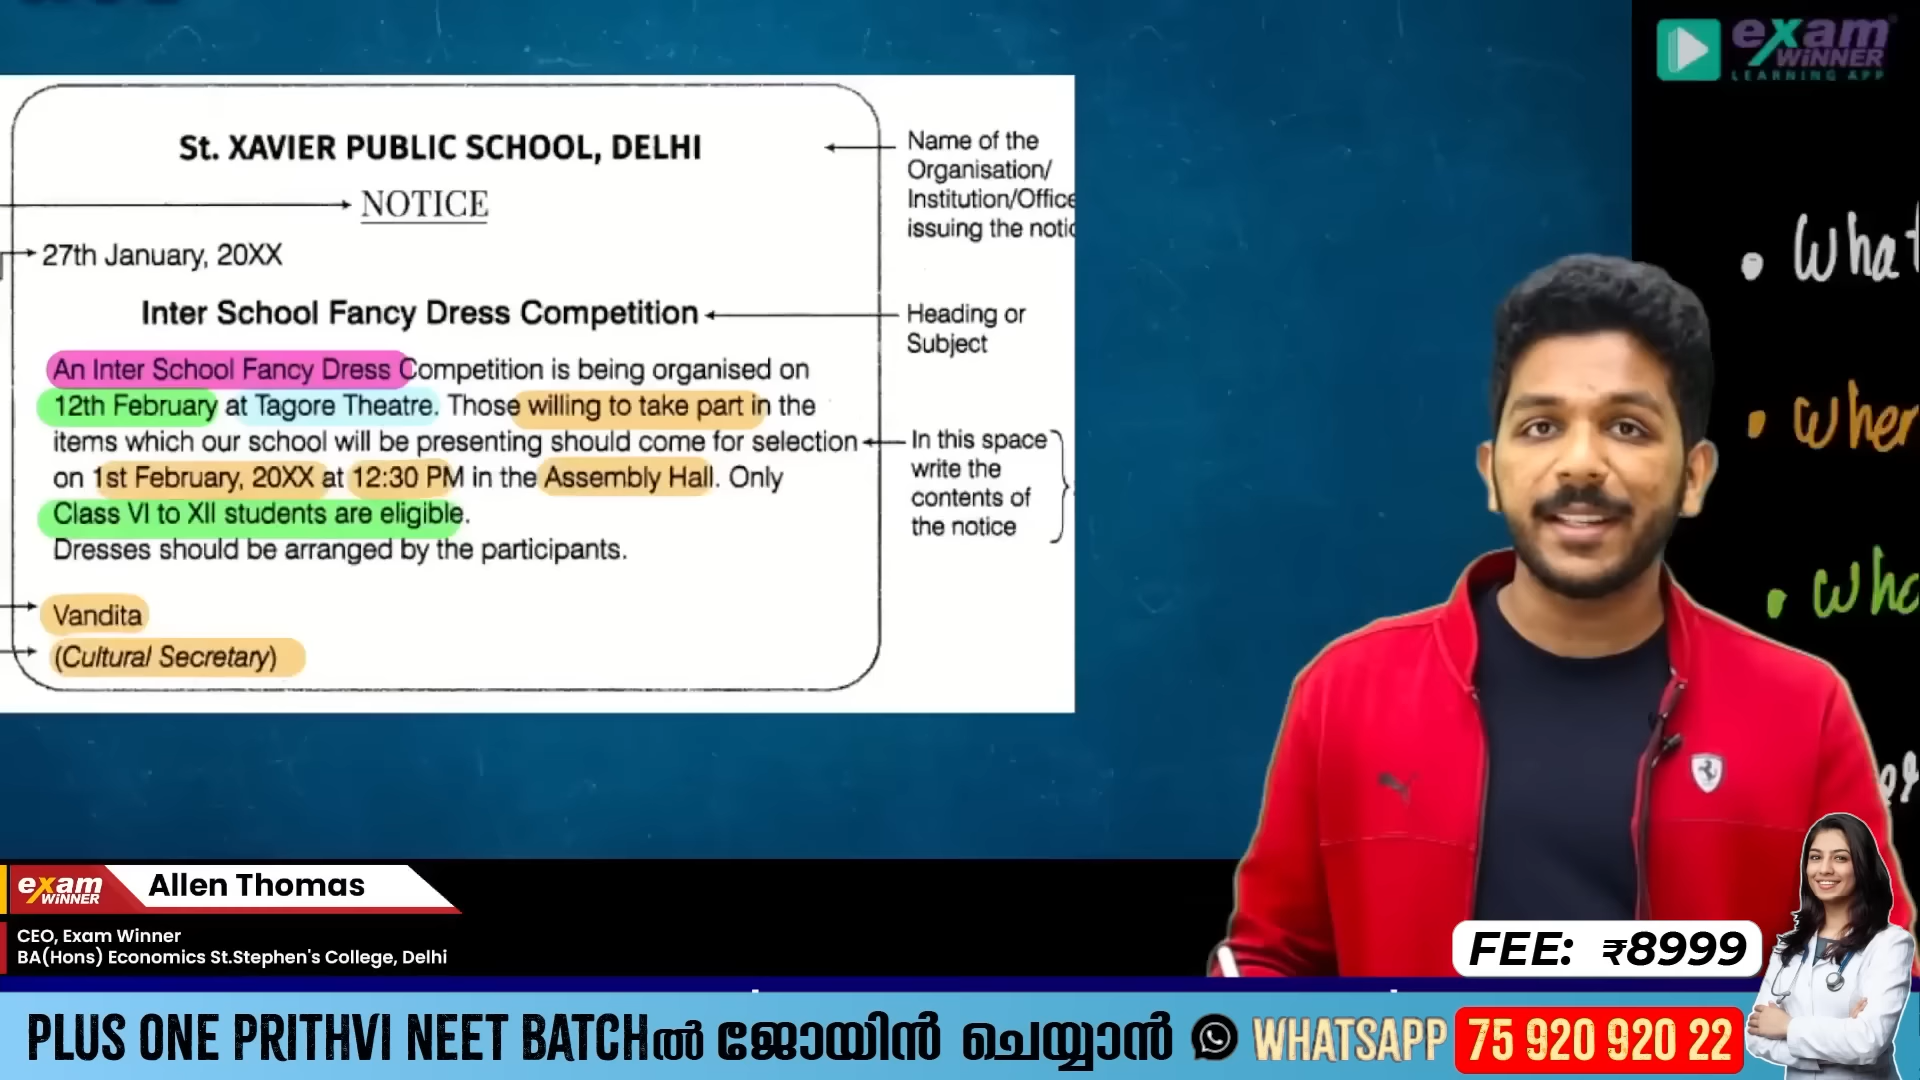 exam
WiNNER
LEARNING APP
St. XAVIER PUBLIC SCHOOL, DELHI
NOTICE
27th January, 20XX
Inter School Fancy Dress Competition
An Inter School Fancy Dress Competition is being organised on
12th February at Tagore Theatre. Those willing to take part in the
items which our school will be presenting should come for selection
on 1st February, 20XX at 12:30 PM in the Assembly Hall. Only
Class VI to XII students are eligible.
Dresses should be arranged by the participants.
Vandita
(Cultural Secretary)
Name of the
Organisation/
Institution/Office
issuing the
Heading or
Subject
In this space
write the
contents of
the notice
What
exam
WiNNER
Allen Thomas
CEO, Exam Winner
BA(Hons) Economics St.Stephen's College, Delhi
FEE: ₹8999
PLUS ONE PRITHVI NEET BATCHൽ ജോയിൻ ചെയ്യാൻ WHATSAPP 75 920 920 22